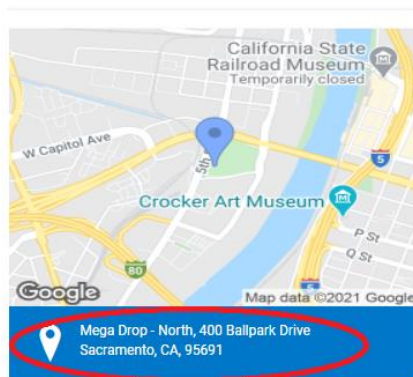 California State
Railroad Museum
Temporarily closed
W Capitol Ave
5th
5
Crocker Art Museum
P St
Q St
80
Google
Map data ©2021 Google
Mega Drop - North, 400 Ballpark Drive
Sacramento, CA, 95691